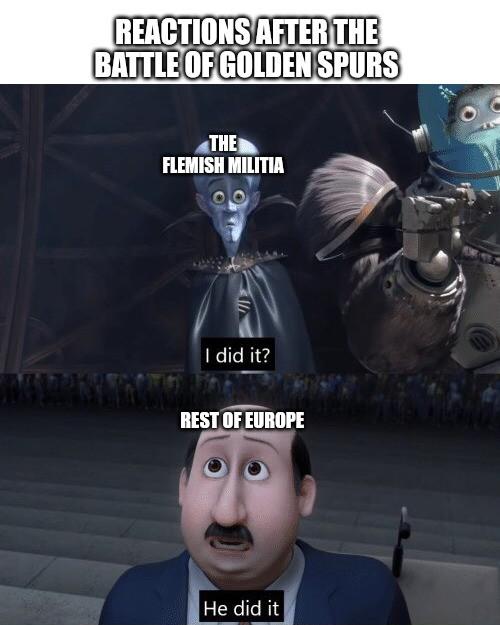 REACTIONS AFTER THE
BATTLE OF GOLDEN SPURS
THE
FLEMISH MILITIA
I did it?
REST OF EUROPE
He did it